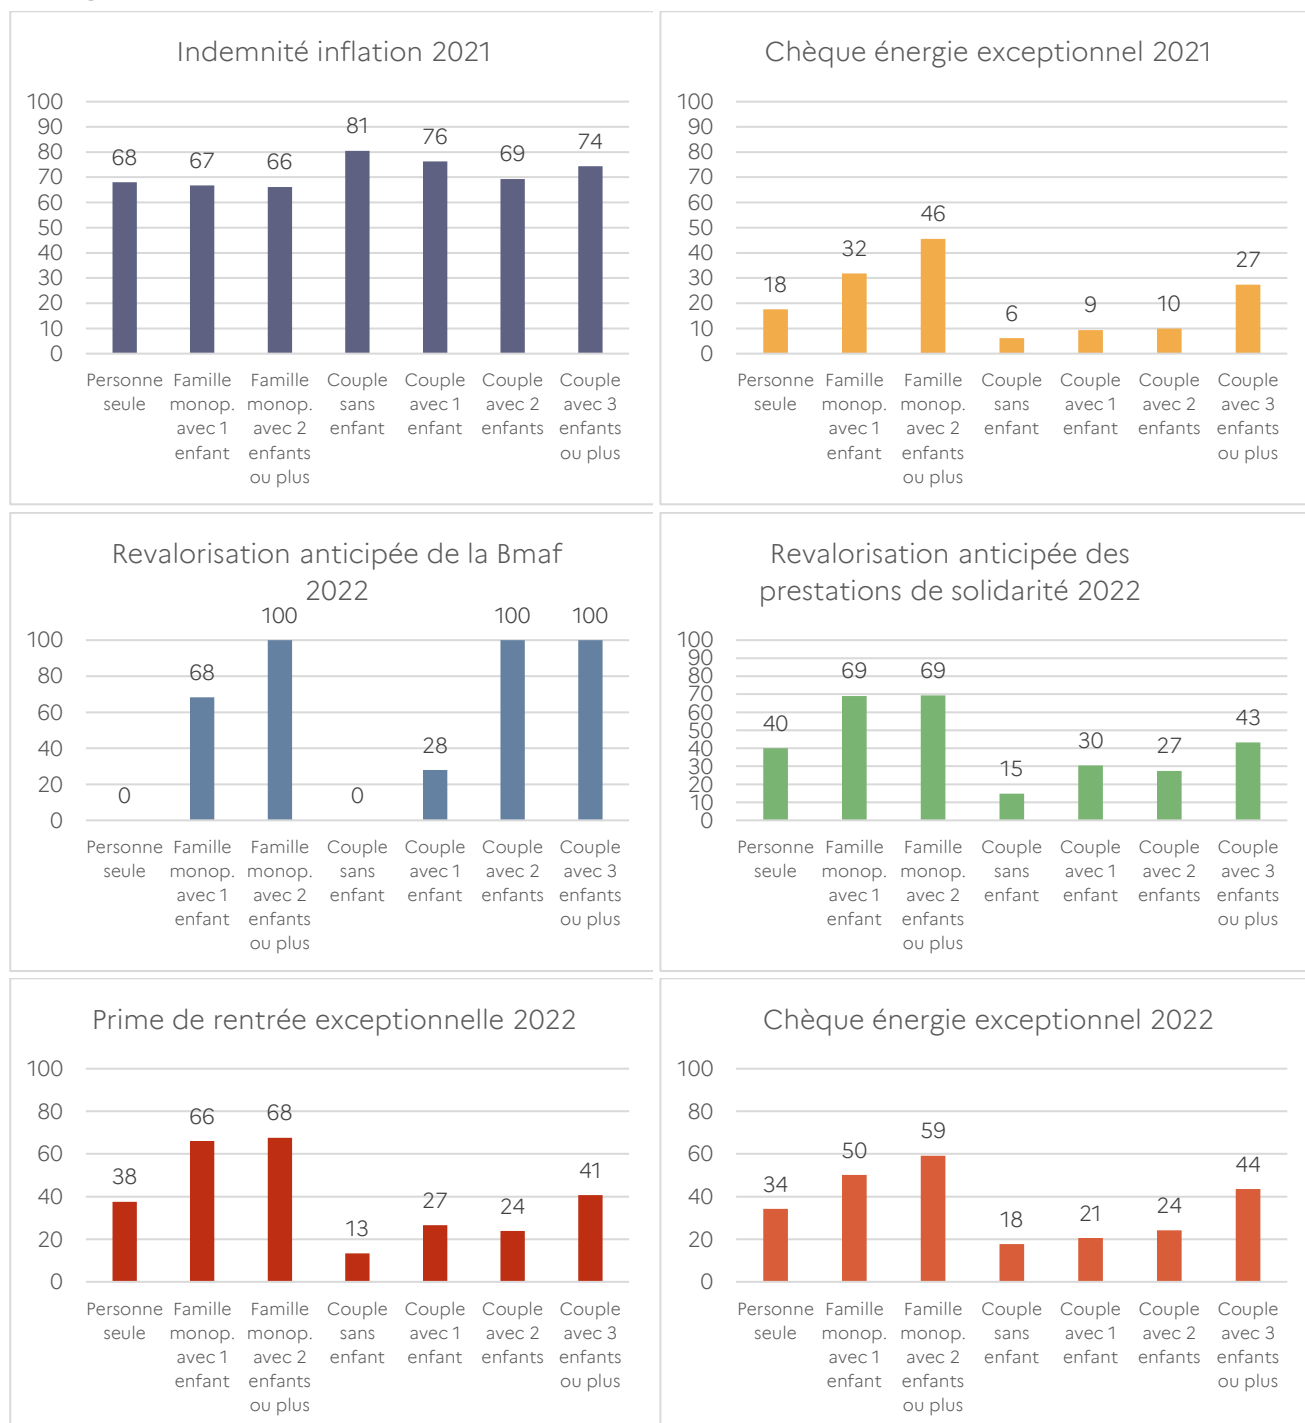 Indemnité inflation 2021
100
90
80
70
60
50
40
30
20
10
0
68
67
66
81
76
69
74
Personne seule
Famille monop. avec 1 enfant
Famille monop. avec 2 enfants ou plus
Couple sans enfant
Couple avec 1 enfant
Couple avec 2 enfants
Couple avec 3 enfants ou plus
Chèque énergie exceptionnel 2021
100
90
80
70
60
50
40
30
20
10
0
18
32
46
6
9
10
27
Personne seule
Famille monop. avec 1 enfant
Famille monop. avec 2 enfants ou plus
Couple sans enfant
Couple avec 1 enfant
Couple avec 2 enfants
Couple avec 3 enfants ou plus
Revalorisation anticipée de la Bmaf
2022
100
80
60
40
20
0
0
68
100
0
28
100
100
Personne seule
Famille monop. avec 1 enfant
Famille monop. avec 2 enfants ou plus
Couple sans enfant
Couple avec 1 enfant
Couple avec 2 enfants
Couple avec 3 enfants ou plus
Revalorisation anticipée des
prestations de solidarité 2022
100
90
80
70
60
50
40
30
20
10
0
40
69
69
15
30
27
43
Personne seule
Famille monop. avec 1 enfant
Famille monop. avec 2 enfants ou plus
Couple sans enfant
Couple avec 1 enfant
Couple avec 2 enfants
Couple avec 3 enfants ou plus
Prime de rentrée exceptionnelle 2022
100
80
60
40
20
0
38
66
68
13
27
24
41
Personne seule
Famille monop. avec 1 enfant
Famille monop. avec 2 enfants ou plus
Couple sans enfant
Couple avec 1 enfant
Couple avec 2 enfants
Couple avec 3 enfants ou plus
Chèque énergie exceptionnel 2022
100
80
60
40
20
0
34
50
59
18
21
24
44
Personne seule
Famille monop. avec 1 enfant
Famille monop. avec 2 enfants ou plus
Couple sans enfant
Couple avec 1 enfant
Couple avec 2 enfants
Couple avec 3 enfants ou plus